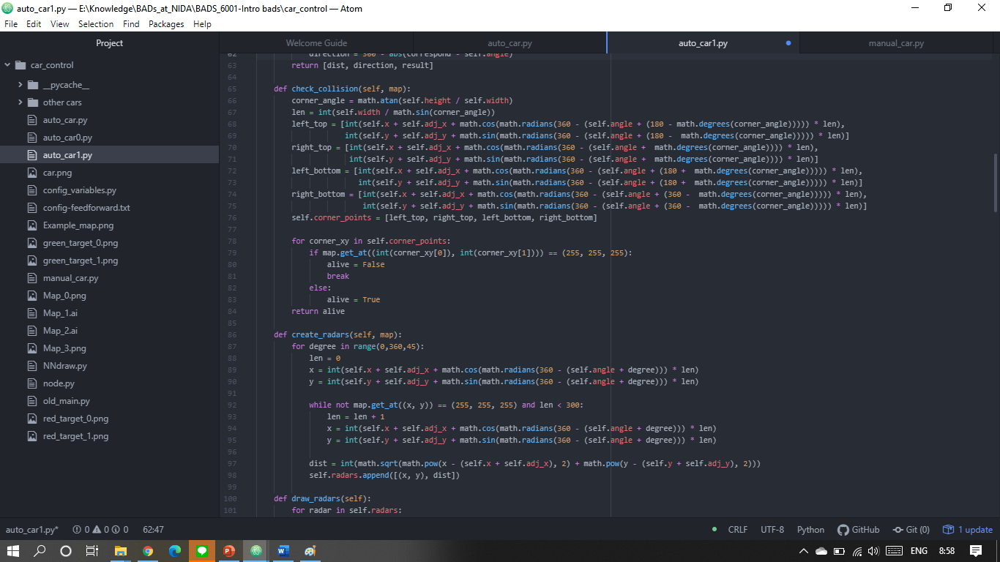 auto_car1.py — E:\Knowledge\BADs_at_NIDA\BADS_6001-Intro bads\car_control — Atom
File Edit View Selection Find Packages Help
Project
Welcome Guide
auto_car.py
auto_car1.py
manual_car.py
car_control
__pycache__
other cars
auto_car.py
auto_car0.py
auto_car1.py
car.png
config_variables.py
config-feedforward.txt
Example_map.png
green_target_0.png
green_target_1.png
manual_car.py
Map_0.png
Map_1.ai
Map_2.ai
Map_3.png
NNdraw.py
node.py
old_main.py
red_target_0.png
red_target_1.png
62 direction = 360 - abs(correspond - self.angle)
63 return [dist, direction, result]
64
65 def check_collision(self, map):
66 corner_angle = math.atan(self.height / self.width)
67 len = int(self.width / math.sin(corner_angle))
68 left_top = [int(self.x + self.adj_x + math.cos(math.radians(360 - (self.angle + (180 - math.degrees(corner_angle))))) * len),
69 int(self.y + self.adj_y + math.sin(math.radians(360 - (self.angle + (180 -  math.degrees(corner_angle))))) * len)]
70 right_top = [int(self.x + self.adj_x + math.cos(math.radians(360 - (self.angle +  math.degrees(corner_angle)))) * len),
71 int(self.y + self.adj_y + math.sin(math.radians(360 - (self.angle +  math.degrees(corner_angle)))) * len)]
72 left_bottom = [int(self.x + self.adj_x + math.cos(math.radians(360 - (self.angle + (180 +  math.degrees(corner_angle))))) * len),
73 int(self.y + self.adj_y + math.sin(math.radians(360 - (self.angle + (180 +  math.degrees(corner_angle))))) * len)]
74 right_bottom = [int(self.x + self.adj_x + math.cos(math.radians(360 - (self.angle + (360 -  math.degrees(corner_angle))))) * len),
75 int(self.y + self.adj_y + math.sin(math.radians(360 - (self.angle + (360 -  math.degrees(corner_angle))))) * len)]
76 self.corner_points = [left_top, right_top, left_bottom, right_bottom]
77
78 for corner_xy in self.corner_points:
79 if map.get_at((int(corner_xy[0]), int(corner_xy[1]))) == (255, 255, 255):
80 alive = False
81 break
82 else:
83 alive = True
84 return alive
85
86 def create_radars(self, map):
87 for degree in range(0,360,45):
88 len = 0
89 x = int(self.x + self.adj_x + math.cos(math.radians(360 - (self.angle + degree))) * len)
90 y = int(self.y + self.adj_y + math.sin(math.radians(360 - (self.angle + degree))) * len)
91
92 while not map.get_at((x, y)) == (255, 255, 255) and len < 300:
93 len = len + 1
94 x = int(self.x + self.adj_x + math.cos(math.radians(360 - (self.angle + degree))) * len)
95 y = int(self.y + self.adj_y + math.sin(math.radians(360 - (self.angle + degree))) * len)
96
97 dist = int(math.sqrt(math.pow(x - (self.x + self.adj_x), 2) + math.pow(y - (self.y + self.adj_y), 2)))
98 self.radars.append([(x, y), dist])
99
100 def draw_radars(self):
101 for radar in self.radars:
auto_car1.py* 0 0 0 62:47 CRLF UTF-8 Python GitHub Git (0) 1 update
ENG 8:58